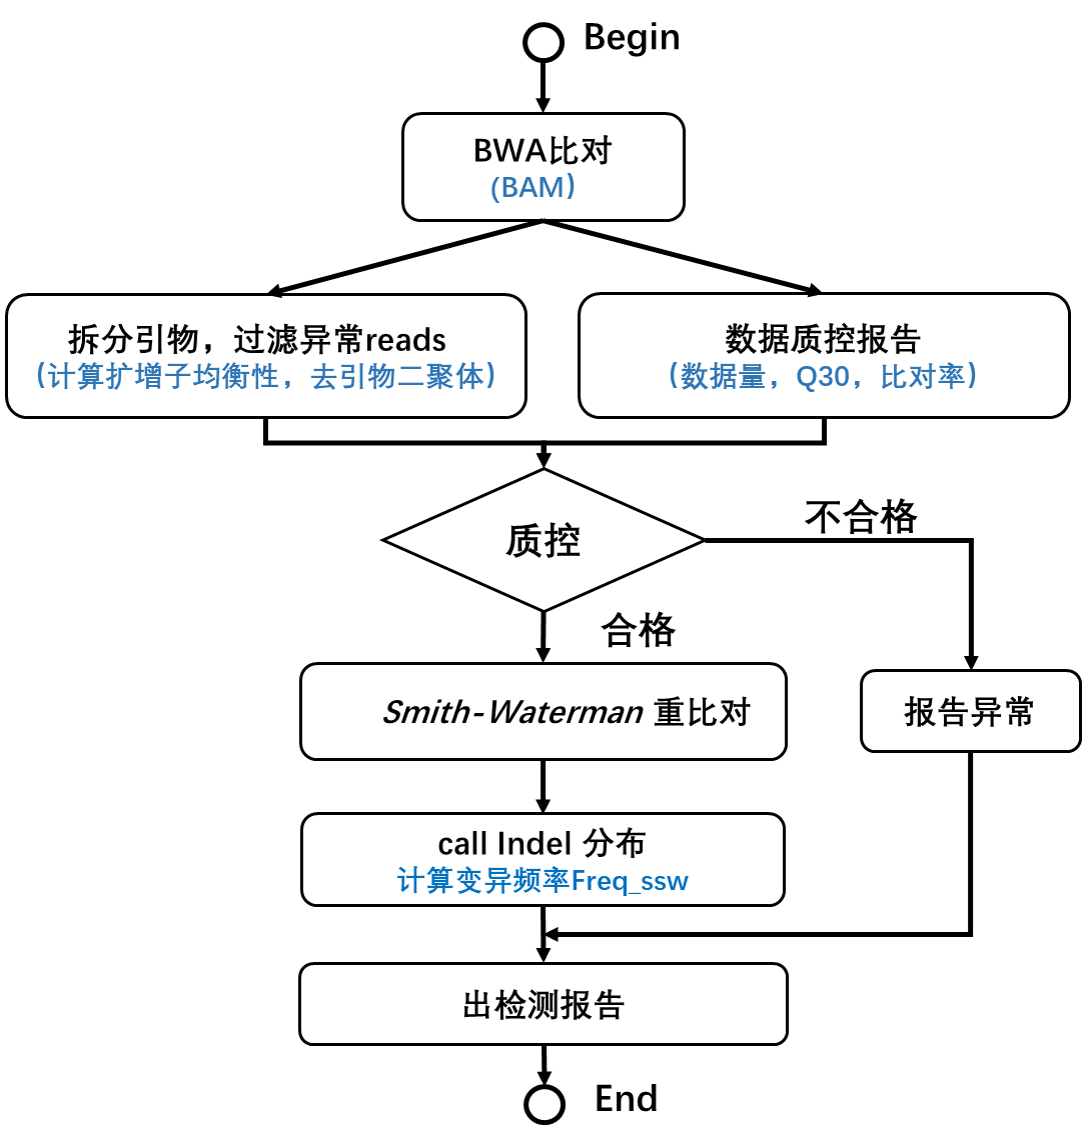 Begin
BWA比对
(BAM）
拆分引物，过滤异常reads
（计算扩增子均衡性，去引物二聚体）
数据质控报告
（数据量，Q30，比对率）
质控
不合格
合格
Smith-Waterman 重比对
报告异常
call Indel 分布
计算变异频率Freq_ssw
出检测报告
End